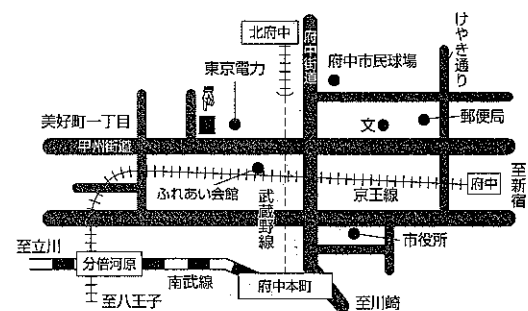 北府中
府中街道
けやき通り
府中市民球場
東京電力
郵便局
文
美好町一丁目
甲州街道
至新宿
府中
ふれあい会館
武蔵野線
京王線
市役所
至立川
分倍河原
南武線
府中本町
至八王子
至川崎